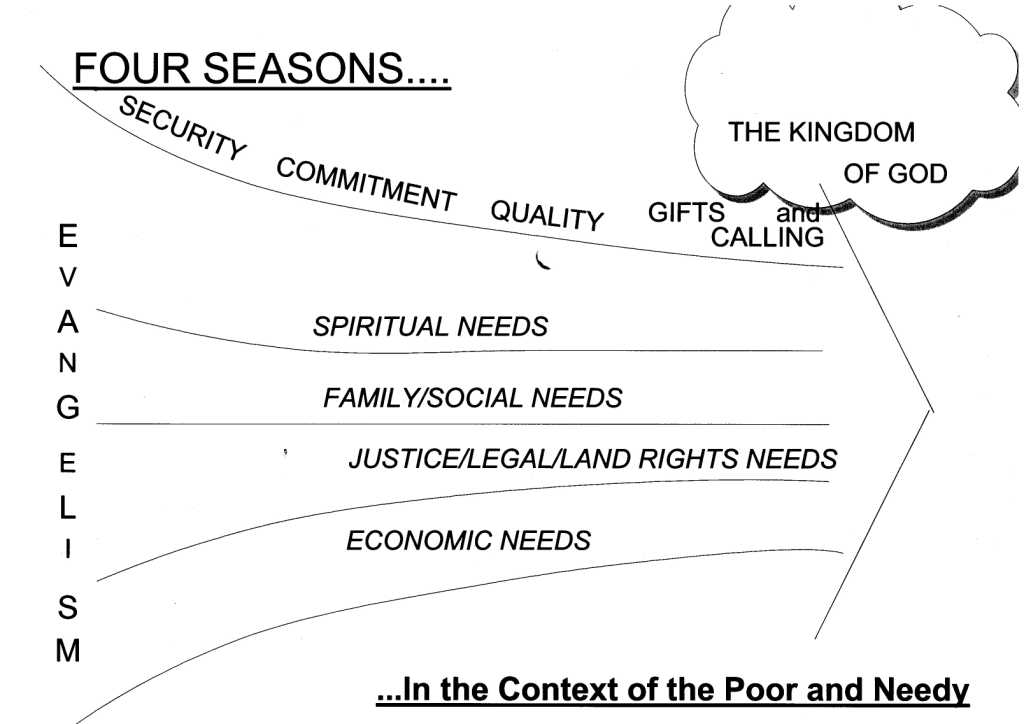 FOUR SEASONS....
SECURITY
COMMITMENT
QUALITY
GIFTS and
CALLING
THE KINGDOM
OF GOD
EVANGELISM
SPIRITUAL NEEDS
FAMILY/SOCIAL NEEDS
JUSTICE/LEGAL/LAND RIGHTS NEEDS
ECONOMIC NEEDS
...In the Context of the Poor and Needy